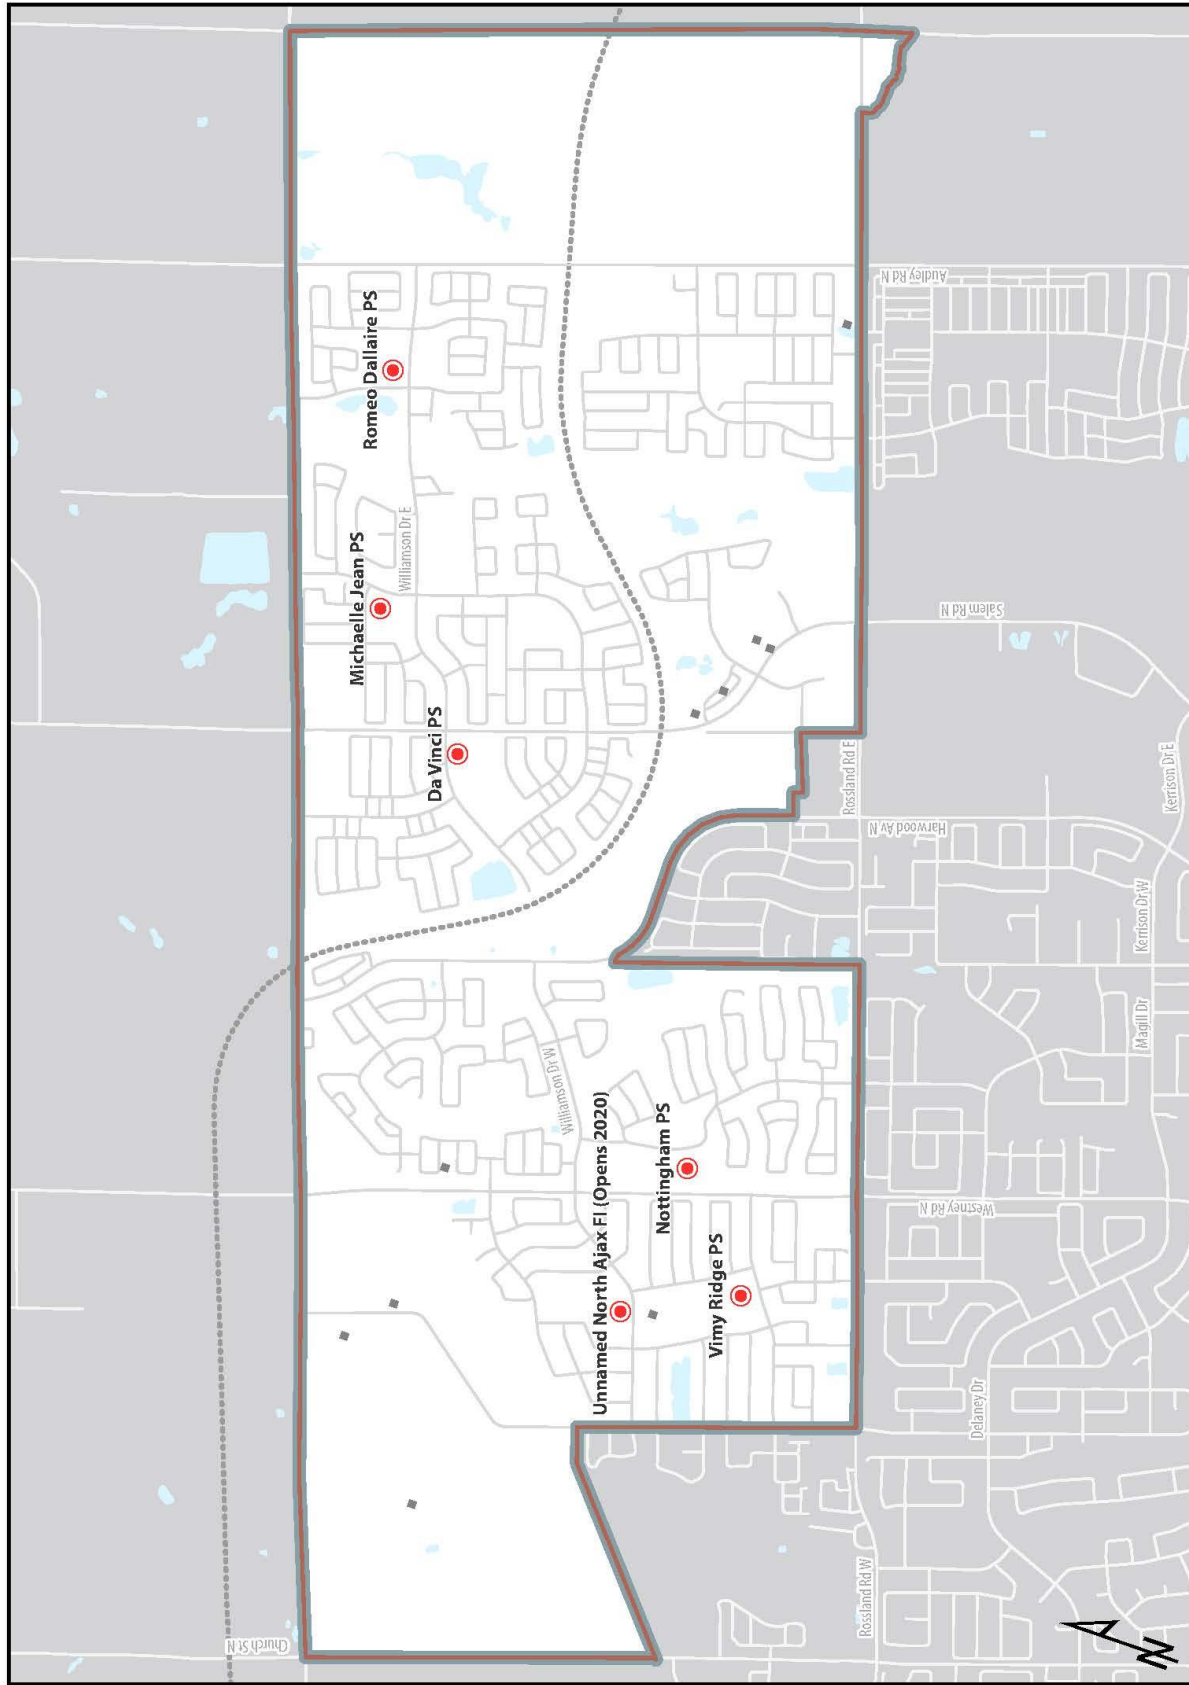 Romeo Dallaire PS
Michaelle Jean PS
Da Vinci PS
Unnamed North Ajax FI (Opens 2020)
Nottingham PS
Vimy Ridge PS
Williamson Dr E
Williamson Dr W
Church St N
Westney Rd N
Harwood Av N
Salem Rd N
Audley Rd N
Rossland Rd W
Rossland Rd E
Delaney Dr
Magill Dr
Kerrison Dr W
Kerrison Dr E
N